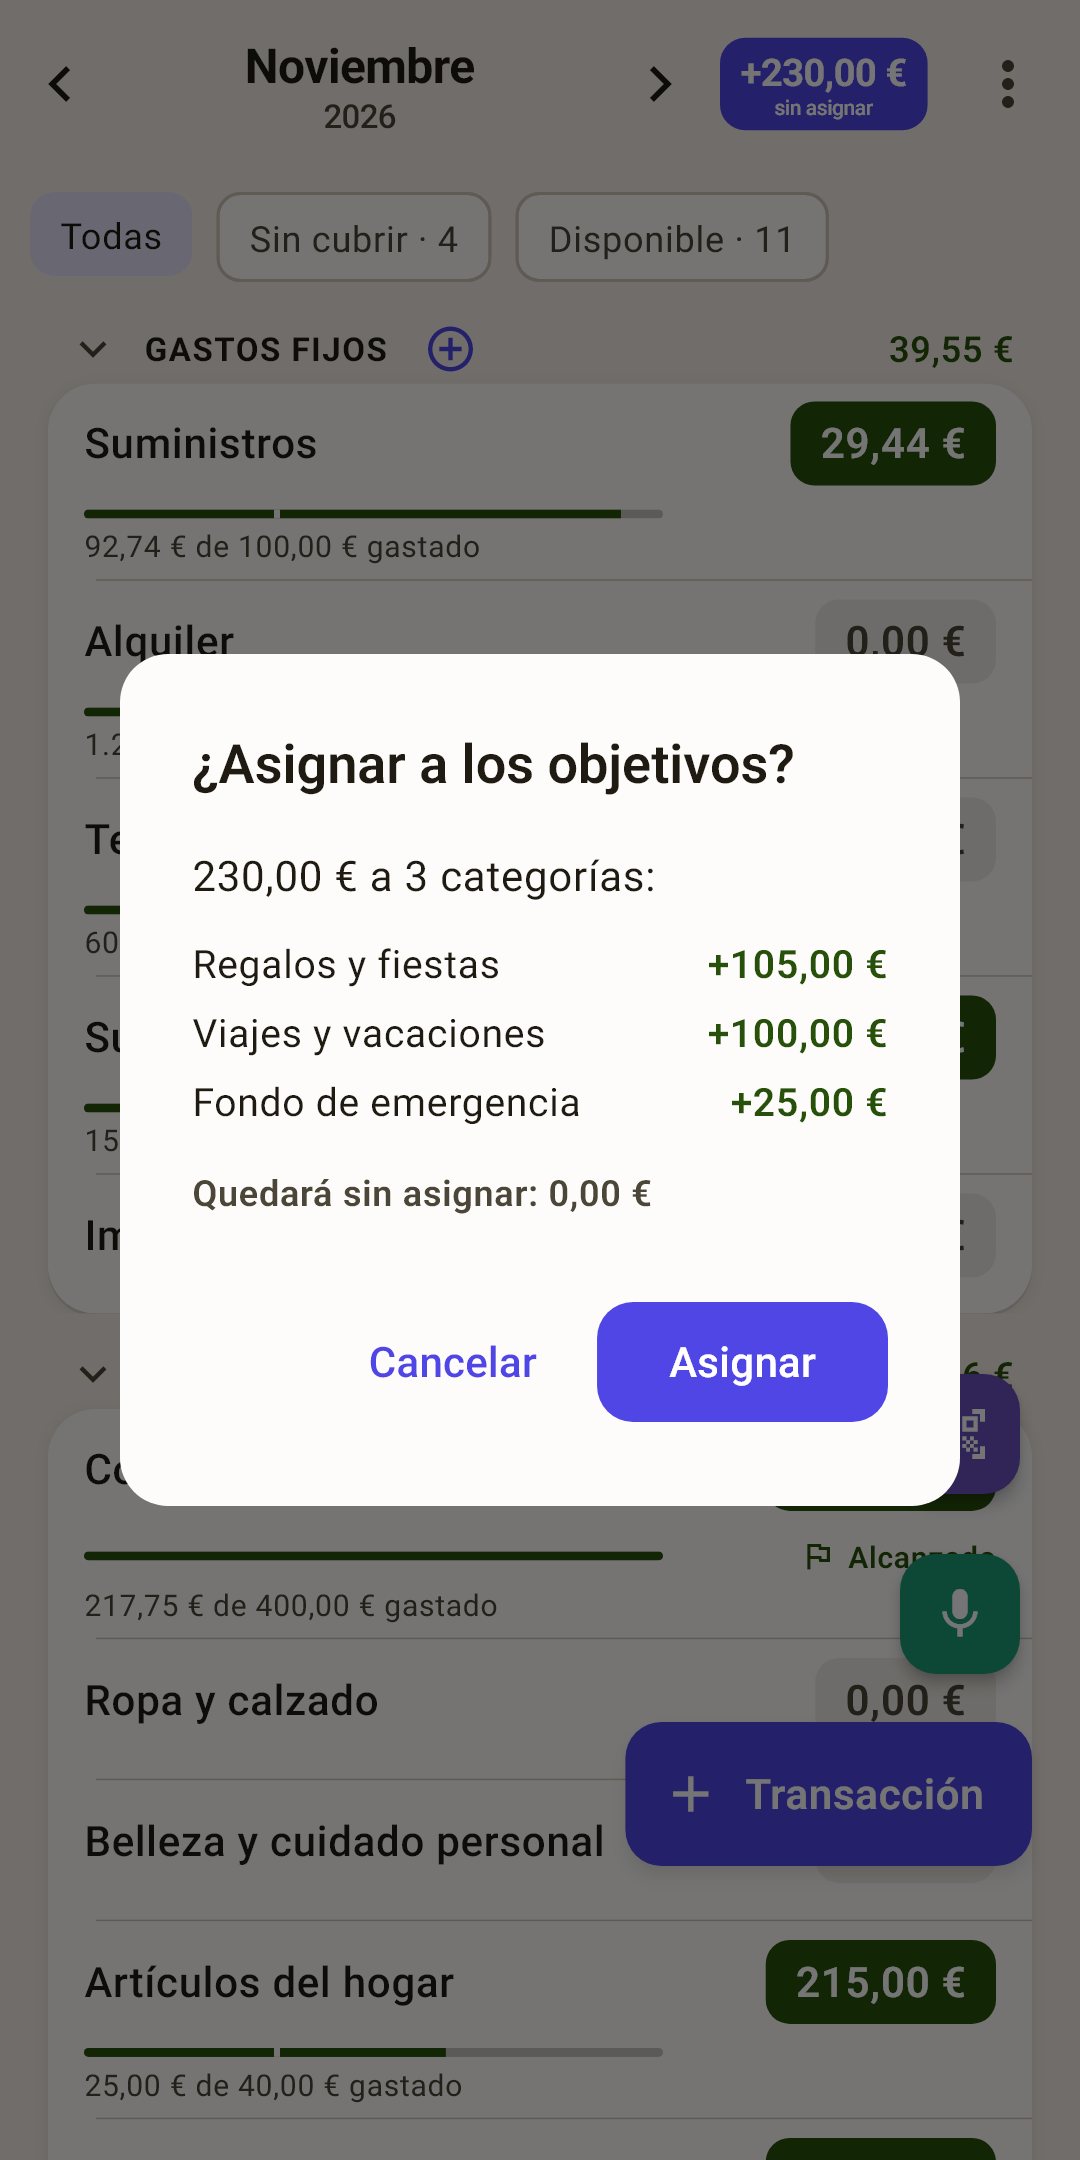 Noviembre
2026
+230,00 €
sin asignar
Todas
Sin cubrir · 4
Disponible · 11
GASTOS FIJOS
39,55 €
Suministros
29,44 €
92,74 € de 100,00 € gastado
Alquiler
0,00 €
¿Asignar a los objetivos?
230,00 € a 3 categorías:
Regalos y fiestas +105,00 €
Viajes y vacaciones +100,00 €
Fondo de emergencia +25,00 €
Quedará sin asignar: 0,00 €
Cancelar
Asignar
217,75 € de 400,00 € gastado
Ropa y calzado
0,00 €
Transacción
Belleza y cuidado personal
Artículos del hogar
215,00 €
25,00 € de 40,00 € gastado